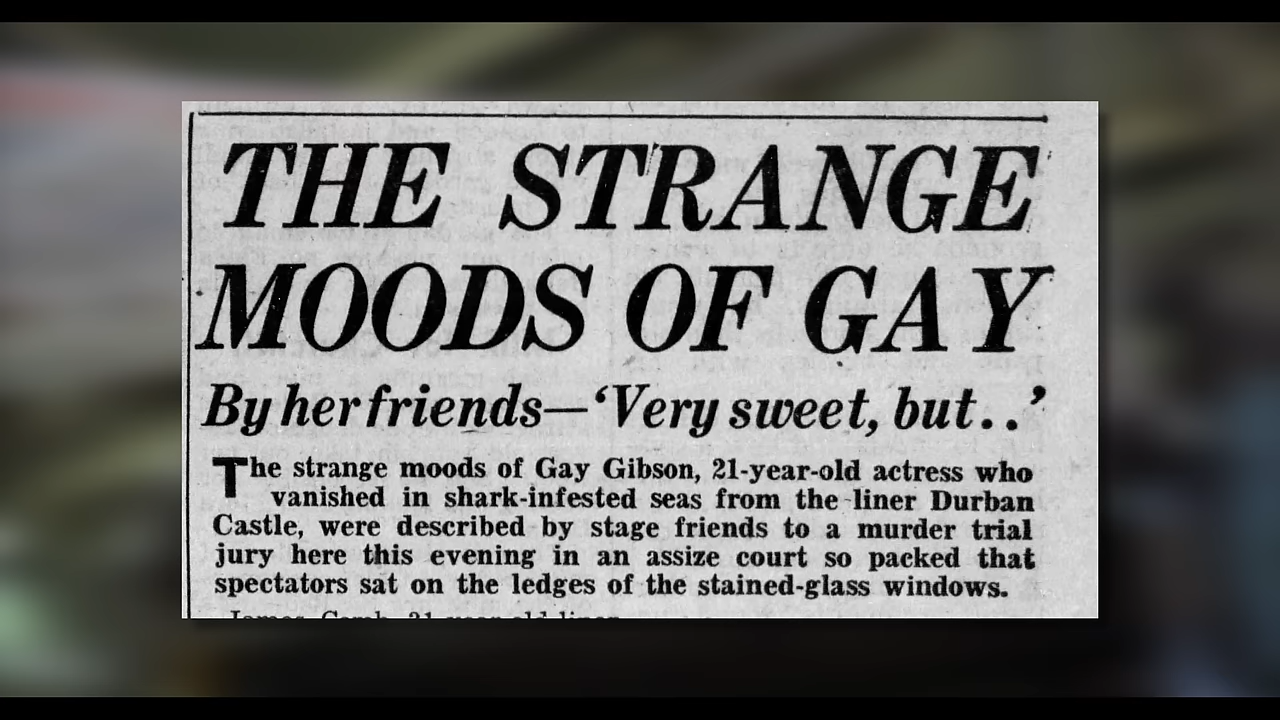 THE STRANGE
MOODS OF GAY
By her friends—‘Very sweet, but..’
The strange moods of Gay Gibson, 21-year-old actress who
vanished in shark-infested seas from the liner Durban
Castle, were described by stage friends to a murder trial
jury here this evening in an assize court so packed that
spectators sat on the ledges of the stained-glass windows.